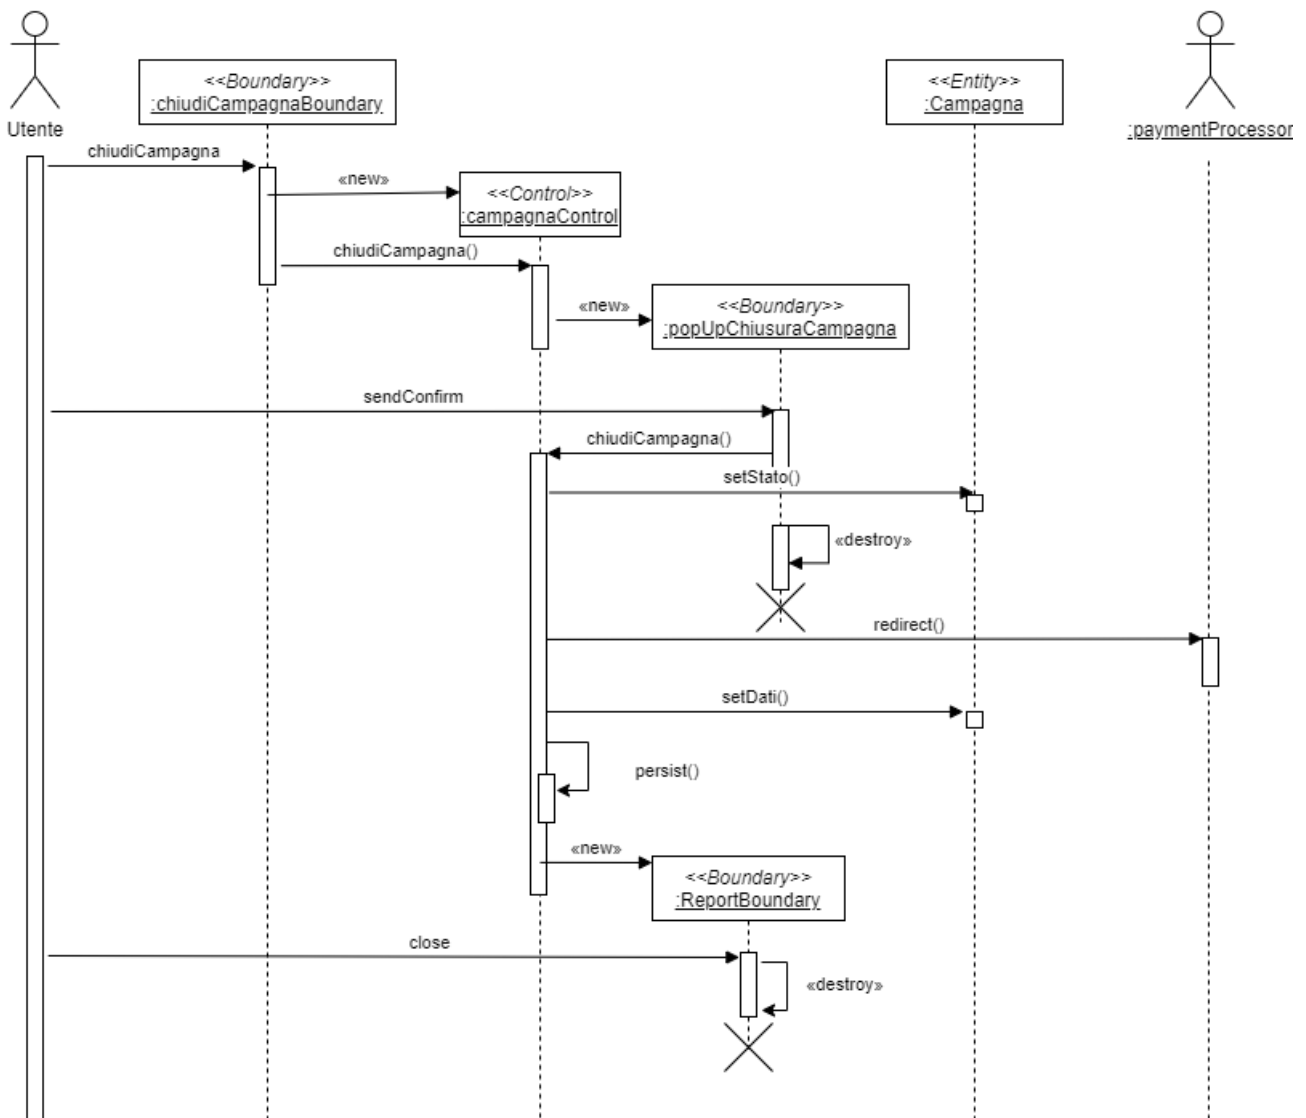 <<Boundary>>
:chiudiCampagnaBoundary
<<Entity>>
:Campagna
Utente
:paymentProcessor
chiudiCampagna
«new»
<<Control>>
:campagnaControl
chiudiCampagna()
«new»
<<Boundary>>
:popUpChiusuraCampagna
sendConfirm
chiudiCampagna()
setStato()
«destroy»
redirect()
setDati()
persist()
«new»
<<Boundary>>
:ReportBoundary
close
«destroy»